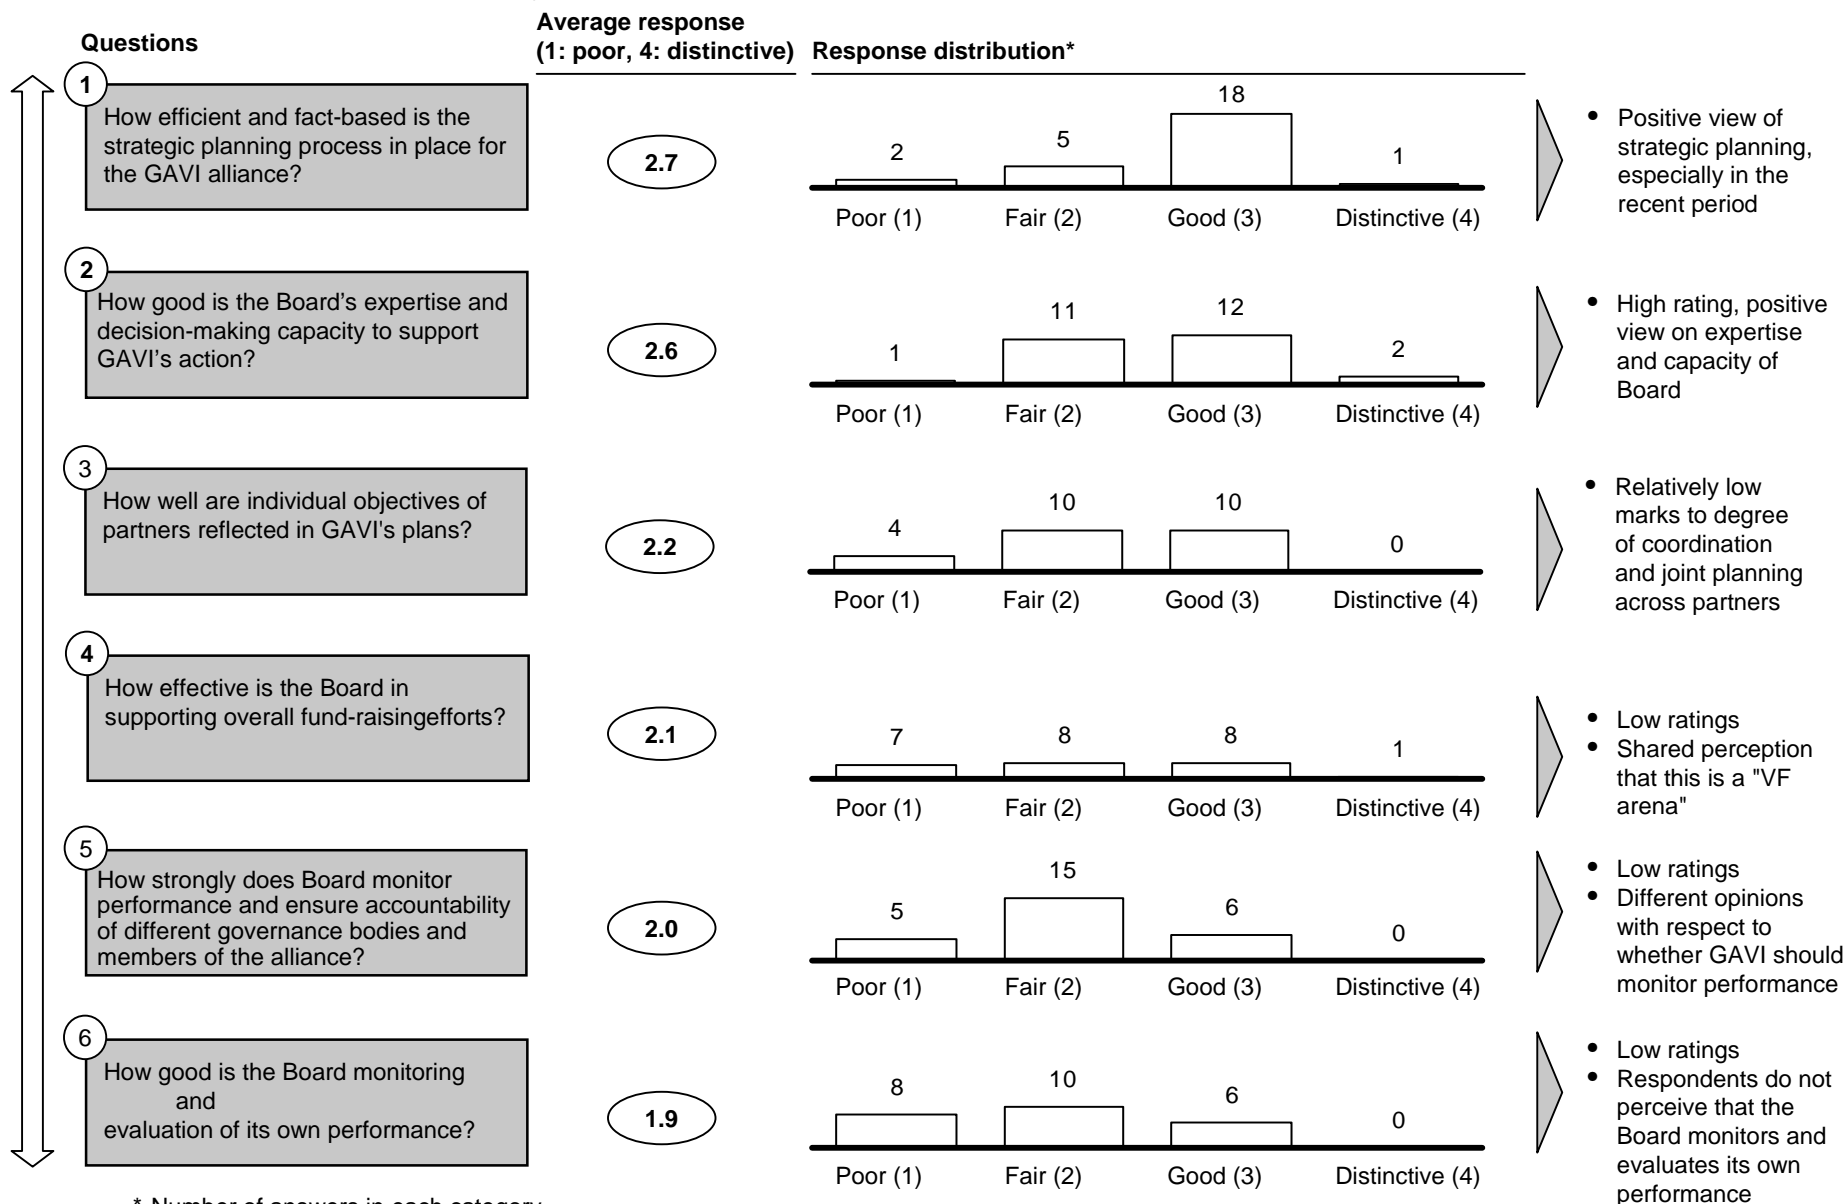 Questions
Average response
(1: poor, 4: distinctive)
Response distribution*
1
How efficient and fact-based is the
strategic planning process in place for
the GAVI alliance?
2.7
2
5
18
1
Poor (1)
Fair (2)
Good (3)
Distinctive (4)
• Positive view of
strategic planning,
especially in the
recent period
2
How good is the Board’s expertise and
decision-making capacity to support
GAVI’s action?
2.6
1
11
12
2
Poor (1)
Fair (2)
Good (3)
Distinctive (4)
• High rating, positive
view on expertise
and capacity of
Board
3
How well are individual objectives of
partners reflected in GAVI's plans?
2.2
4
10
10
0
Poor (1)
Fair (2)
Good (3)
Distinctive (4)
• Relatively low
marks to degree
of coordination
and joint planning
across partners
4
How effective is the Board in
supporting overall fund-raisingefforts?
2.1
7
8
8
1
Poor (1)
Fair (2)
Good (3)
Distinctive (4)
• Low ratings
• Shared perception
that this is a "VF
arena"
5
How strongly does Board monitor
performance and ensure accountability
of different governance bodies and
members of the alliance?
2.0
5
15
6
0
Poor (1)
Fair (2)
Good (3)
Distinctive (4)
• Low ratings
• Different opinions
with respect to
whether GAVI should
monitor performance
6
How good is the Board monitoring
and
evaluation of its own performance?
1.9
8
10
6
0
Poor (1)
Fair (2)
Good (3)
Distinctive (4)
• Low ratings
• Respondents do not
perceive that the
Board monitors and
evaluates its own
performance
* Number of answers in each category